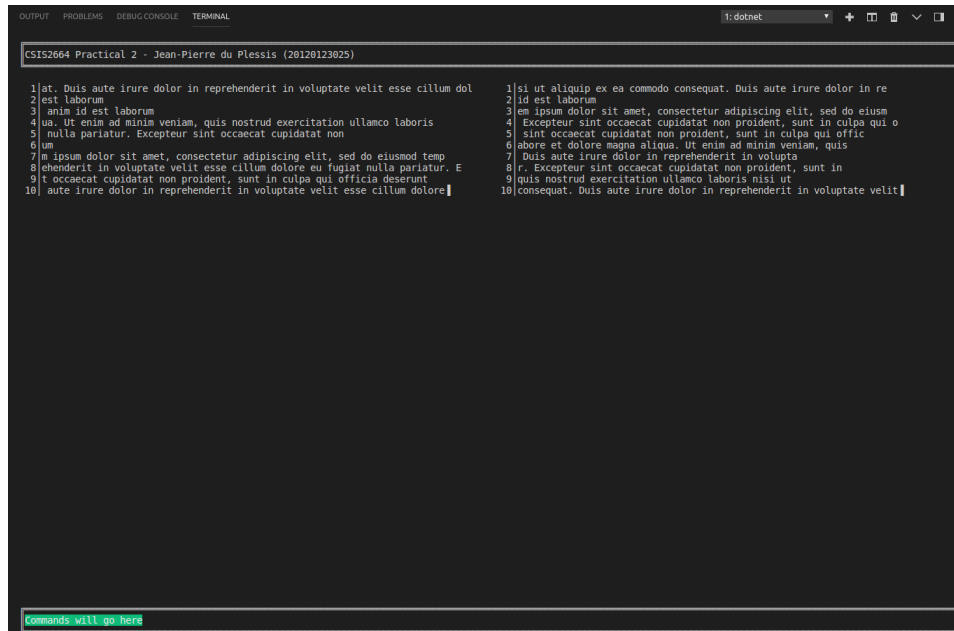 OUTPUT PROBLEMS DEBUG CONSOLE TERMINAL 1: dotnet
CSIS2664 Practical 2 - Jean-Pierre du Plessis (20120123025)
1 at. Duis aute irure dolor in reprehenderit in voluptate velit esse cillum dol
2 est laborum
3 anim id est laborum
4 ua. Ut enim ad minim veniam, quis nostrud exercitation ullamco laboris
5 nulla pariatur. Excepteur sint occaecat cupidatat non
6 um
7 m ipsum dolor sit amet, consectetur adipiscing elit, sed do eiusmod temp
8 ehenderit in voluptate velit esse cillum dolore eu fugiat nulla pariatur. E
9 t occaecat cupidatat non proident, sunt in culpa qui officia deserunt
10 aute irure dolor in reprehenderit in voluptate velit esse cillum dolore
1 si ut aliquip ex ea commodo consequat. Duis aute irure dolor in re
2 id est laborum
3 em ipsum dolor sit amet, consectetur adipiscing elit, sed do eiusm
4 Excepteur sint occaecat cupidatat non proident, sunt in culpa qui o
5 sint occaecat cupidatat non proident, sunt in culpa qui offic
6 abore et dolore magna aliqua. Ut enim ad minim veniam, quis
7 Duis aute irure dolor in reprehenderit in volupta
8 r. Excepteur sint occaecat cupidatat non proident, sunt in
9 quis nostrud exercitation ullamco laboris nisi ut
10 consequat. Duis aute irure dolor in reprehenderit in voluptate velit
Commands will go here